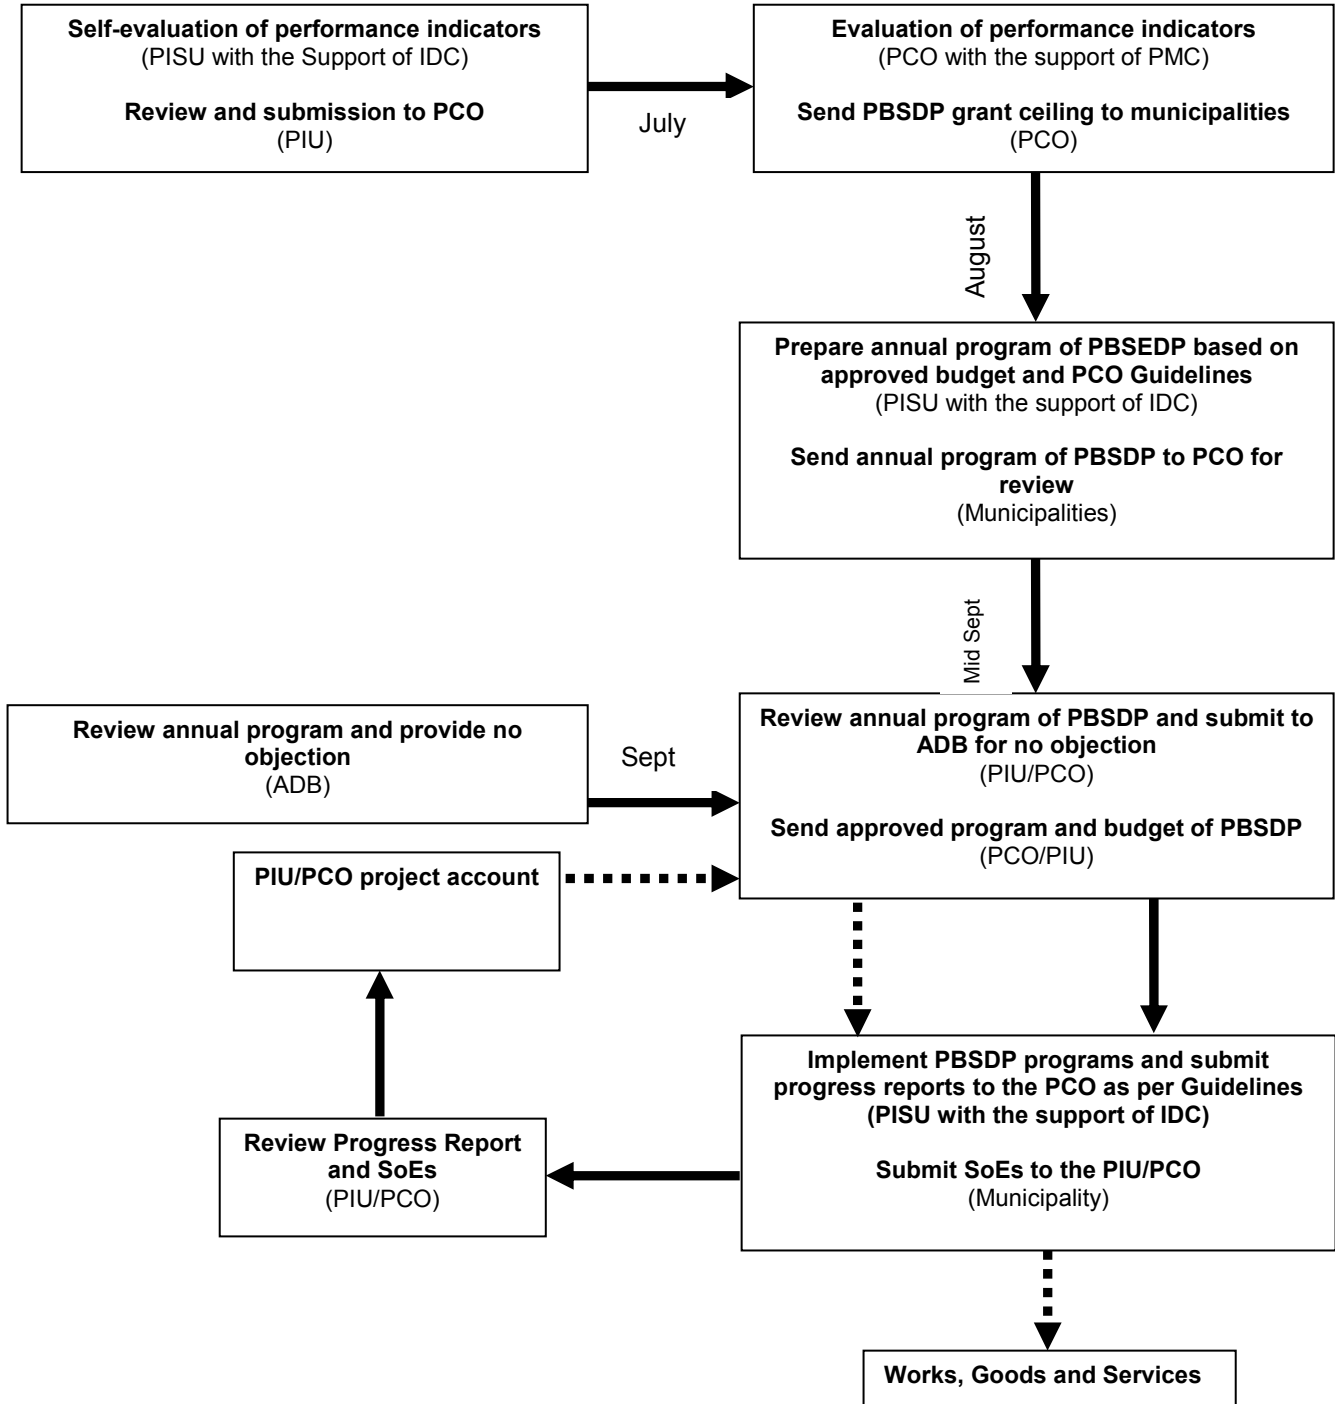 Self-evaluation of performance indicators
(PISU with the Support of IDC)
Review and submission to PCO
(PIU)
July
Evaluation of performance indicators
(PCO with the support of PMC)
Send PBSDP grant ceiling to municipalities
(PCO)
August
Prepare annual program of PBSEDP based on
approved budget and PCO Guidelines
(PISU with the support of IDC)
Send annual program of PBSDP to PCO for
review
(Municipalities)
Mid Sept
Review annual program and provide no
objection
(ADB)
Sept
Review annual program of PBSDP and submit to
ADB for no objection
(PIU/PCO)
Send approved program and budget of PBSDP
(PCO/PIU)
PIU/PCO project account
Implement PBSDP programs and submit
progress reports to the PCO as per Guidelines
(PISU with the support of IDC)
Submit SoEs to the PIU/PCO
(Municipality)
Review Progress Report
and SoEs
(PIU/PCO)
Works, Goods and Services